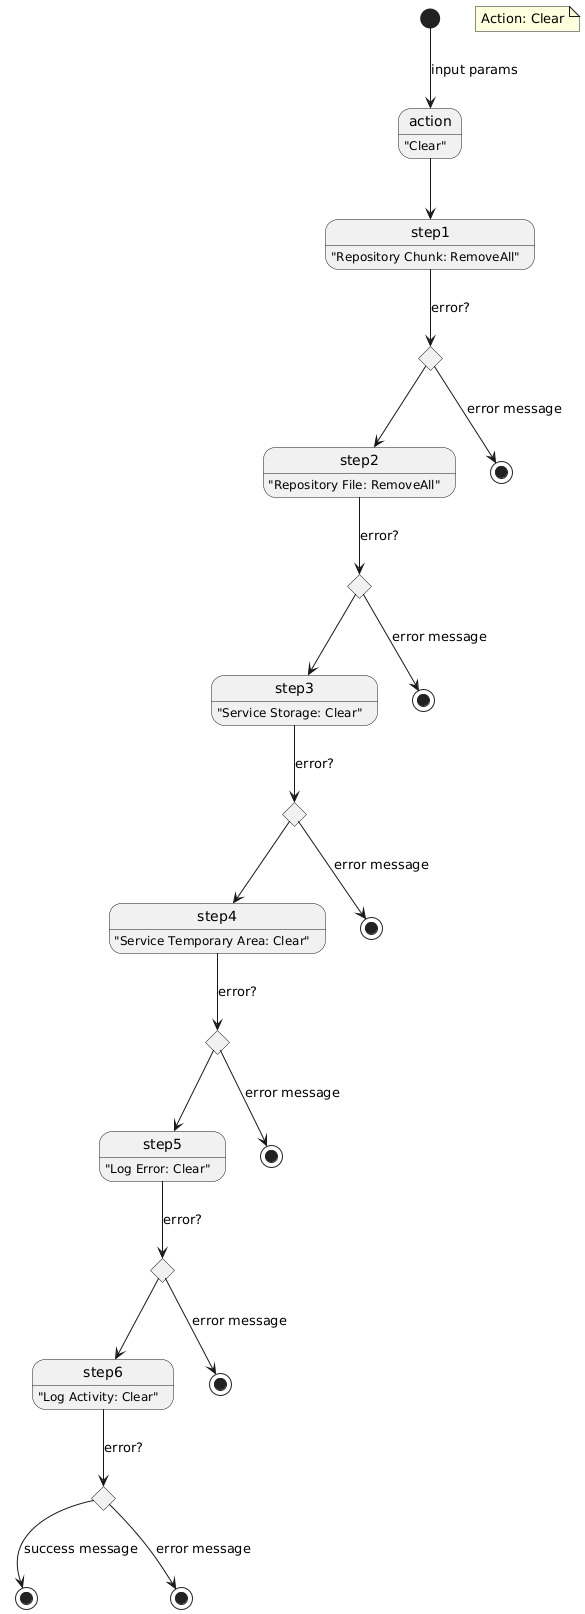 Action: Clear
input params
action
"Clear"
step1
"Repository Chunk: RemoveAll"
error?
error message
step2
"Repository File: RemoveAll"
error?
error message
step3
"Service Storage: Clear"
error?
error message
step4
"Service Temporary Area: Clear"
error?
error message
step5
"Log Error: Clear"
error?
error message
step6
"Log Activity: Clear"
error?
success message
error message